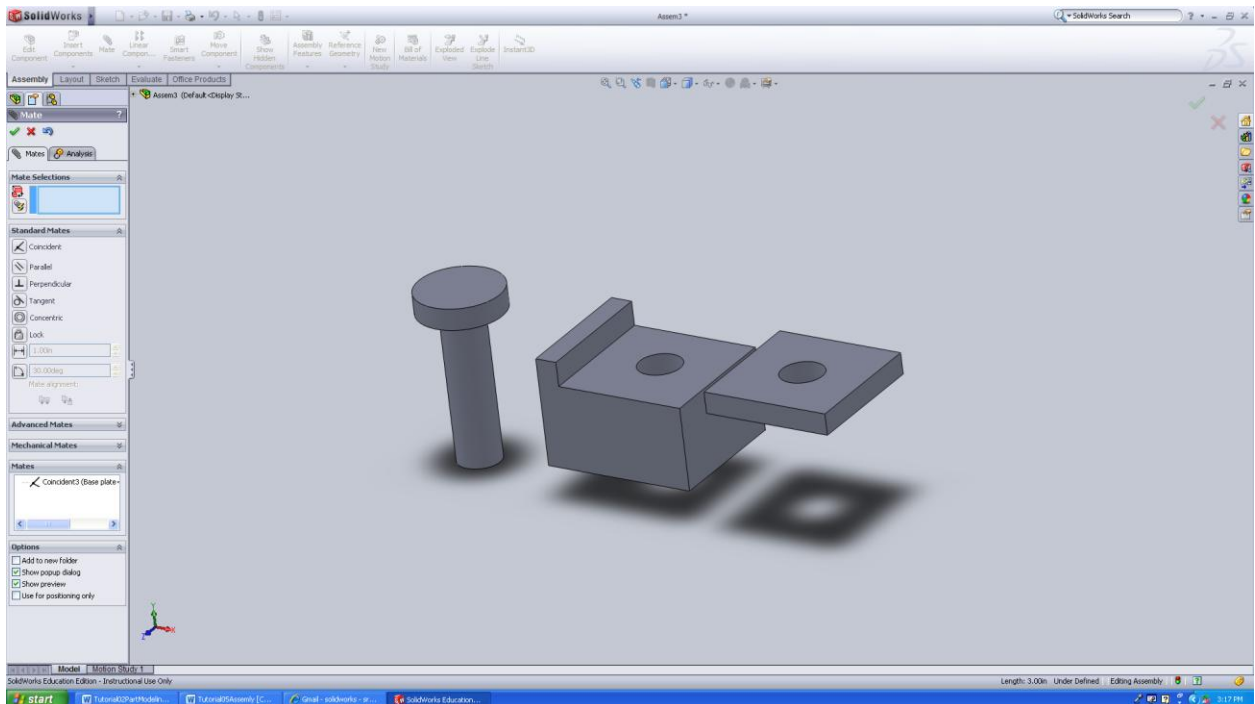 SolidWorks
Assem3 *
SolidWorks Search
Edit Component
Insert Components
Mate
Linear Compon...
Smart Fasteners
Move Component
Show Hidden Components
Assembly Features
Reference Geometry
New Motion Study
Bill of Materials
Exploded View
Explode Line Sketch
Instant3D
Assembly Layout Sketch Evaluate Office Products
Assem3 (Default<Display St...
Mate ?
Mates Analysis
Mate Selections
Standard Mates
Coincident
Parallel
Perpendicular
Tangent
Concentric
Lock
1.00in
30.00deg
Mate alignment:
Advanced Mates
Mechanical Mates
Mates
Coincident3 (Base plate-
Options
Add to new folder
Show popup dialog
Show preview
Use for positioning only
Y
X
Z
Model Motion Study 1
SolidWorks Education Edition - Instructional Use Only
Length: 3.00in Under Defined Editing Assembly
start Tutorial02PartModelin... Tutorial05Assemly [C... Gmail - solidworks - sr... SolidWorks Education... 3:17 PM